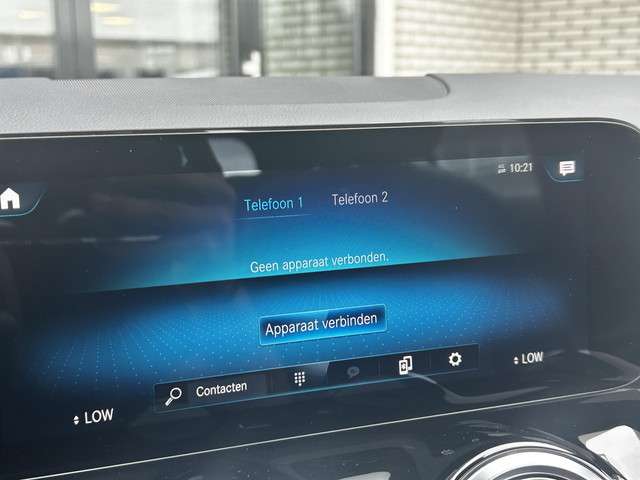 10:21
Telefoon 1 Telefoon 2
Geen apparaat verbonden.
Apparaat verbinden
Contacten
LOW LOW